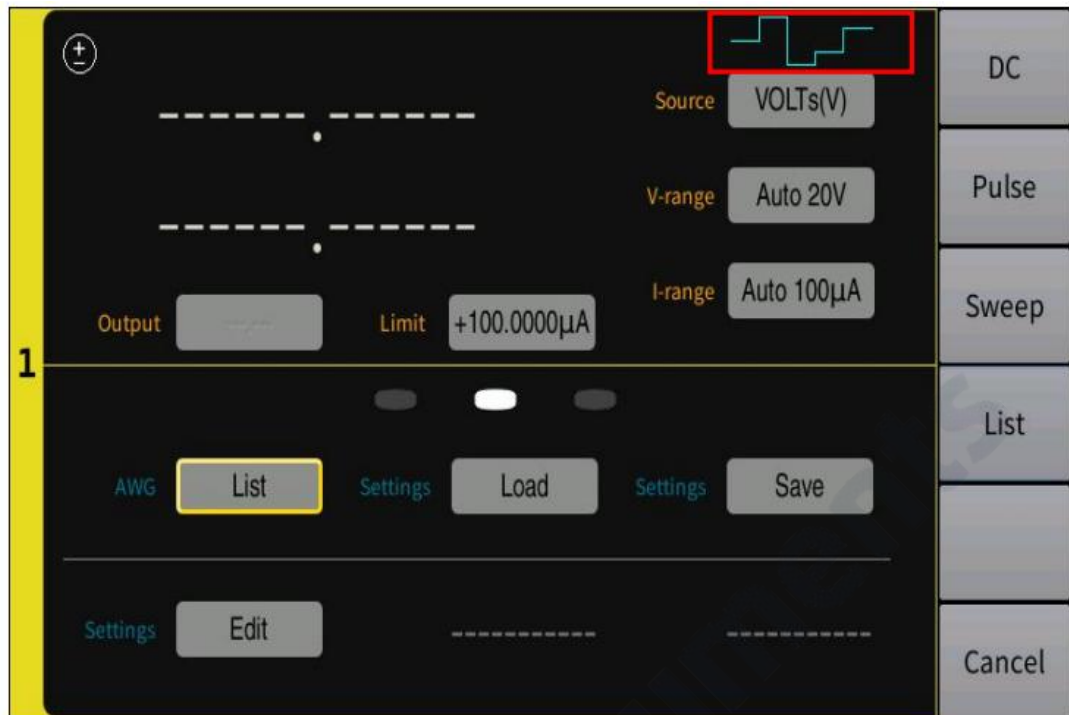 Source VOLTs(V)
------.------
V-range Auto 20V
------.------
I-range Auto 100µA
Output
Limit +100.0000µA
1
AWG List
Settings Load
Settings Save
Settings Edit
-----------
-----------
DC
Pulse
Sweep
List
Cancel